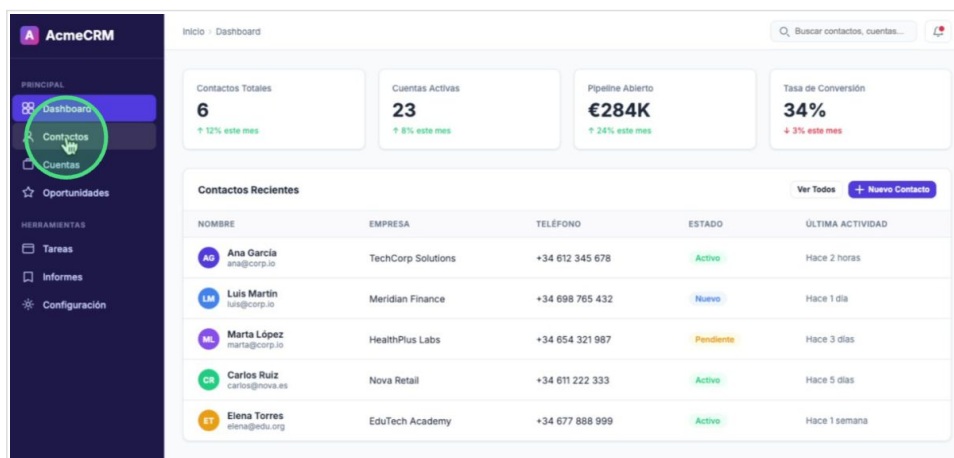 AcmeCRM
Inicio › Dashboard
Buscar contactos, cuentas...
PRINCIPAL
Dashboard
Contactos
Cuentas
Oportunidades
HERRAMIENTAS
Tareas
Informes
Configuración
Contactos Totales
6
↑ 12% este mes
Cuentas Activas
23
↑ 8% este mes
Pipeline Abierto
€284K
↑ 24% este mes
Tasa de Conversión
34%
↓ 3% este mes
Contactos Recientes
Ver Todos
+ Nuevo Contacto
NOMBRE EMPRESA TELÉFONO ESTADO ÚLTIMA ACTIVIDAD
AG Ana García TechCorp Solutions +34 612 345 678 Activo Hace 2 horas
ana@corp.io
LM Luis Martín Meridian Finance +34 698 765 432 Nuevo Hace 1 día
luis@corp.io
ML Marta López HealthPlus Labs +34 654 321 987 Pendiente Hace 3 días
marta@corp.io
CR Carlos Ruiz Nova Retail +34 611 222 333 Activo Hace 5 días
carlos@nova.es
ET Elena Torres EduTech Academy +34 677 888 999 Activo Hace 1 semana
elena@edu.org